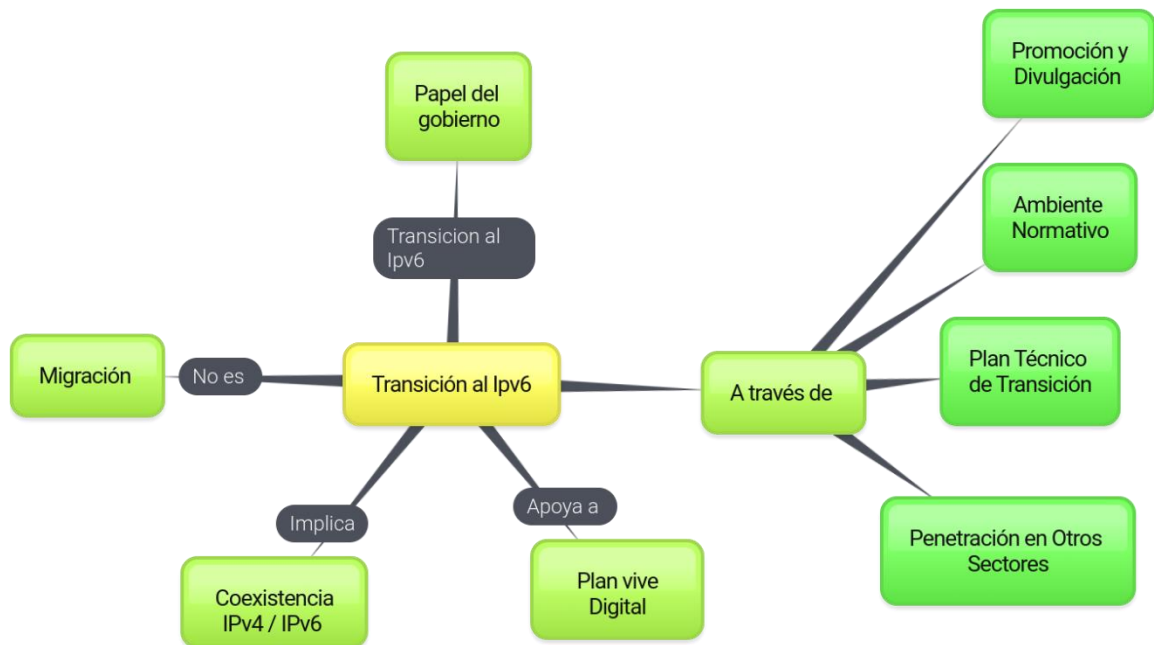 Promoción y
Divulgación
Papel del
gobierno
Ambiente
Normativo
Transicion al
Ipv6
Migración
No es
Transición al Ipv6
A través de
Plan Técnico
de Transición
Implica
Apoya a
Penetración en Otros
Sectores
Coexistencia
IPv4 / IPv6
Plan vive
Digital